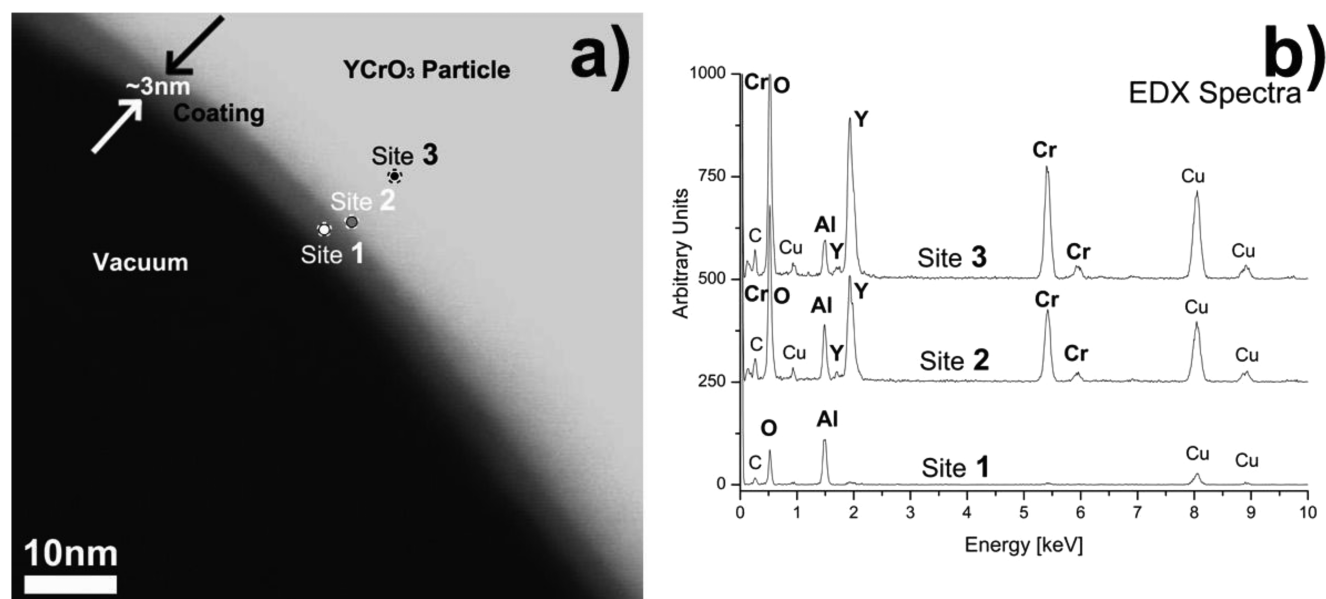 a)
YCrO₃ Particle
~3nm
Coating
Site 3
Site 2
Site 1
Vacuum
10nm
b)
EDX Spectra
1000
Cr O
Y
Cr
Cu
750
C
Cu
Al
Y
Site 3
Cr
Cu
500
Cr O
Y
Cr
Cu
Al
C
Cu
Y
Site 2
Cr
Cu
250
O
Al
C
Site 1
Cu
Cu
0
0 1 2 3 4 5 6 7 8 9 10
Arbitrary Units
Energy [keV]